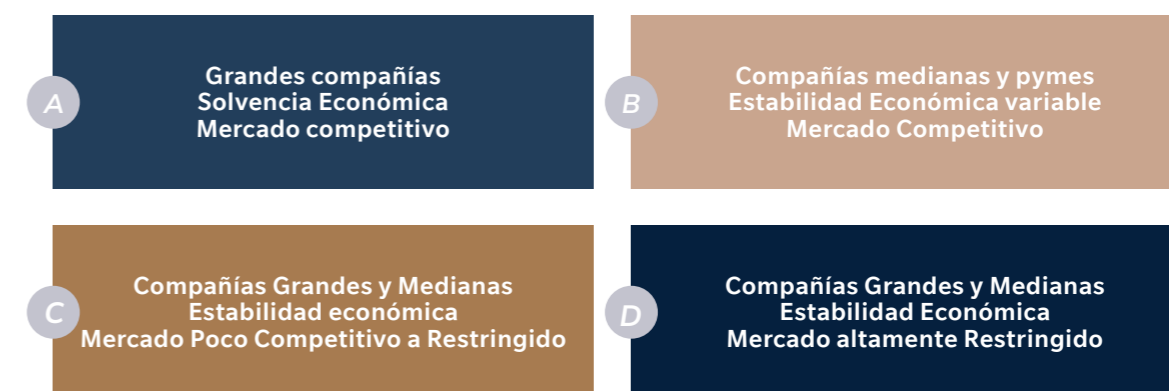 A
Grandes compañías
Solvencia Económica
Mercado competitivo
B
Compañías medianas y pymes
Estabilidad Económica variable
Mercado Competitivo
C
Compañías Grandes y Medianas
Estabilidad económica
Mercado Poco Competitivo a Restringido
D
Compañías Grandes y Medianas
Estabilidad Económica
Mercado altamente Restringido